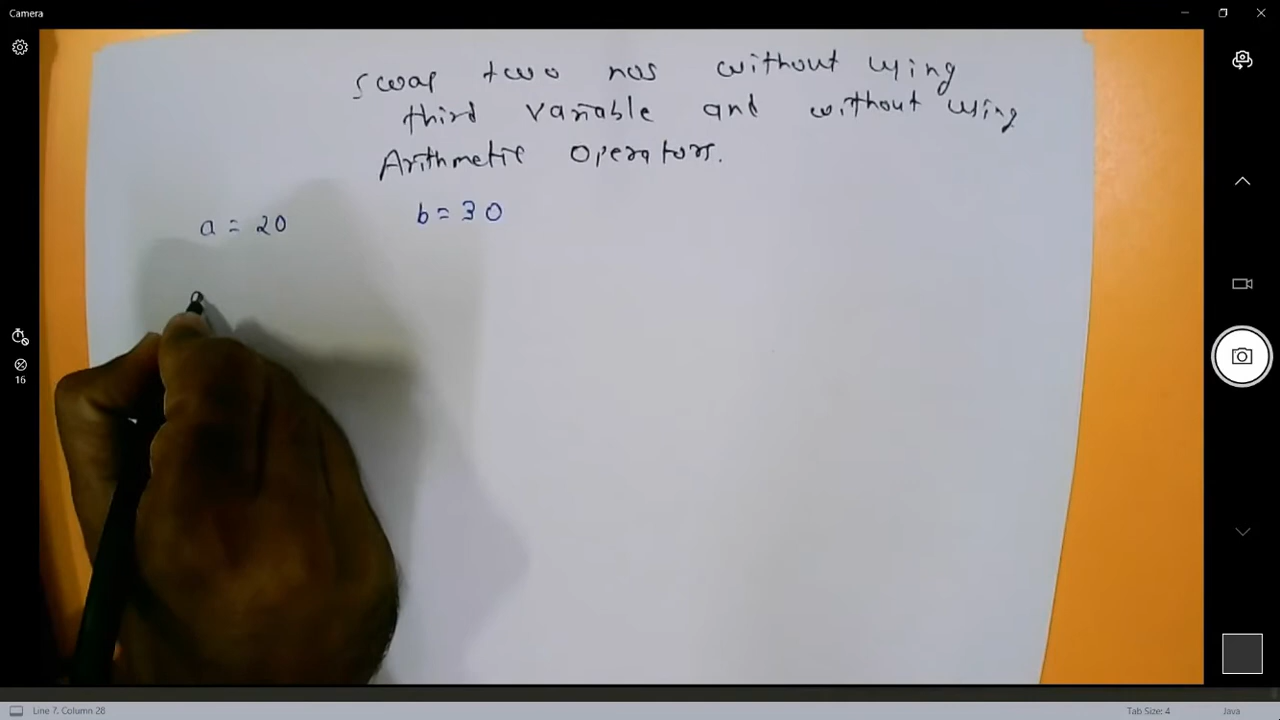 Camera
swap two nos without using
third variable and without using
Arithmetic Operators.
a = 20 b = 30
16
Line 7, Column 28 Tab Size: 4 Java